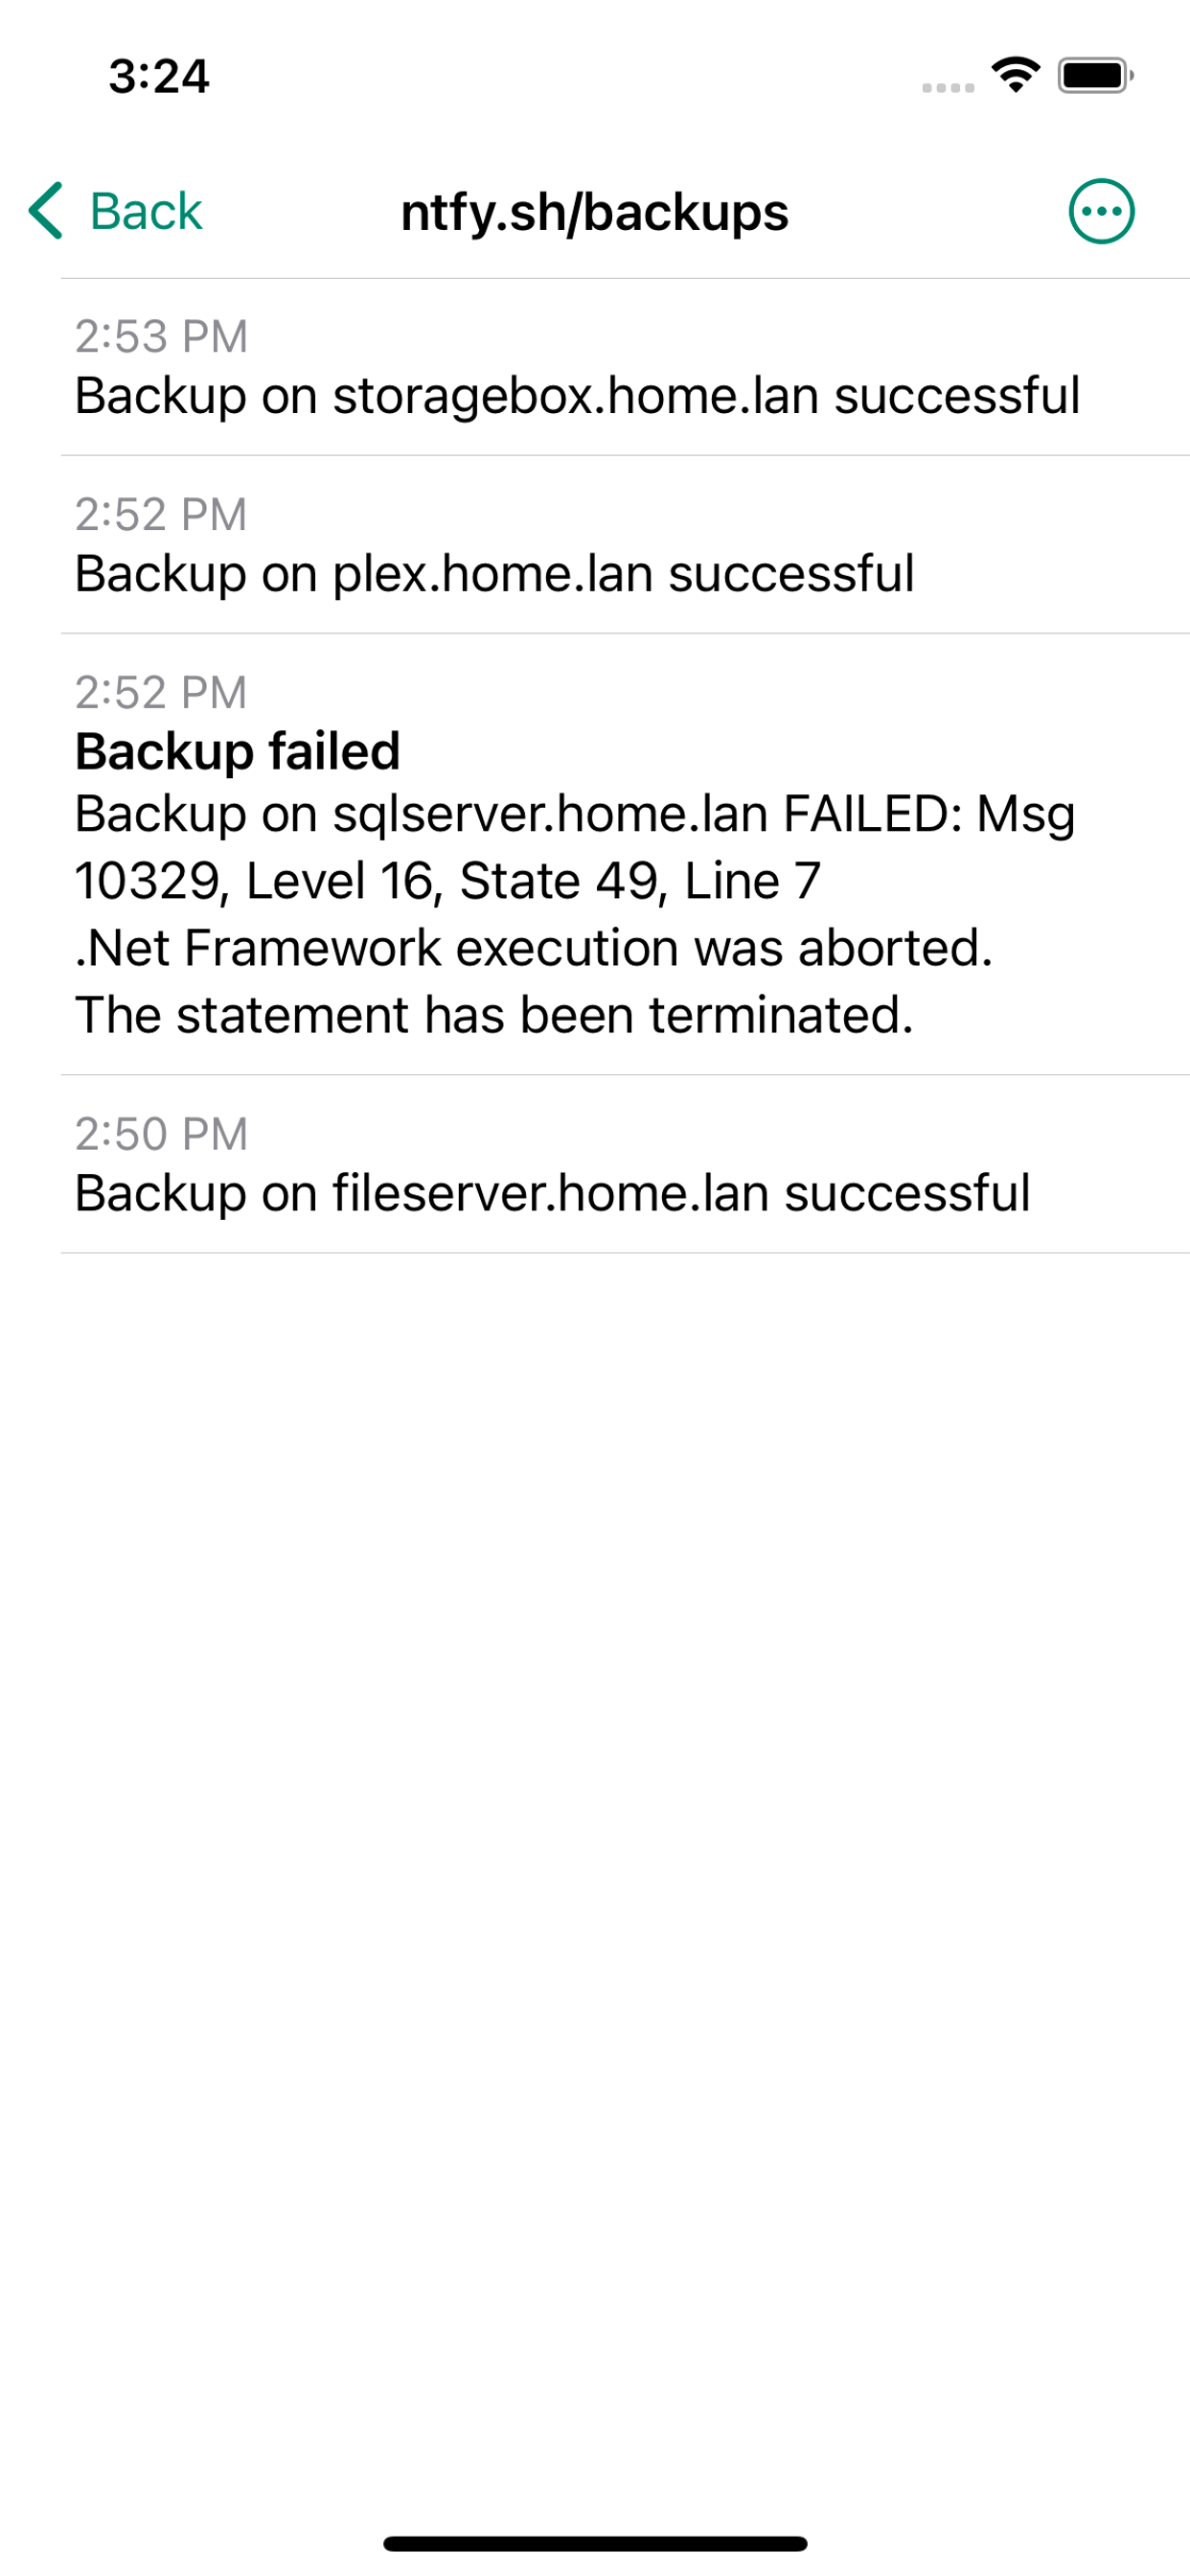 3:24
Back
ntfy.sh/backups
2:53 PM
Backup on storagebox.home.lan successful
2:52 PM
Backup on plex.home.lan successful
2:52 PM
Backup failed
Backup on sqlserver.home.lan FAILED: Msg
10329, Level 16, State 49, Line 7
.Net Framework execution was aborted.
The statement has been terminated.
2:50 PM
Backup on fileserver.home.lan successful